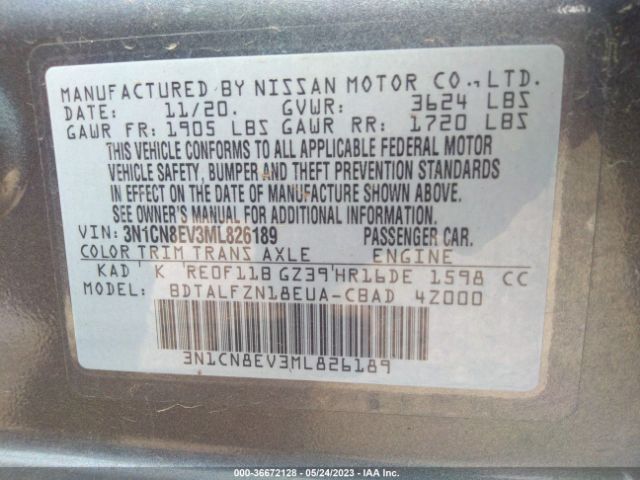 MANUFACTURED BY NISSAN MOTOR CO., LTD.
DATE: 11/20. GVWR: 3624 LBS
GAWR FR: 1905 LBS GAWR RR: 1720 LBS
THIS VEHICLE CONFORMS TO ALL APPLICABLE FEDERAL MOTOR
VEHICLE SAFETY, BUMPER AND THEFT PREVENTION STANDARDS
IN EFFECT ON THE DATE OF MANUFACTURE SHOWN ABOVE.
SEE OWNER'S MANUAL FOR ADDITIONAL INFORMATION.
VIN: 3N1CN8EV3ML826189 PASSENGER CAR.
COLOR TRIM TRANS AXLE ENGINE
KAD K RE0F11B GZ39 HR16DE 1598 CC
BDTALFZN18EUA-CBAD 4Z000
3N1CN8EV3ML826189
000-36672128 - 05/24/2023 - IAA Inc.